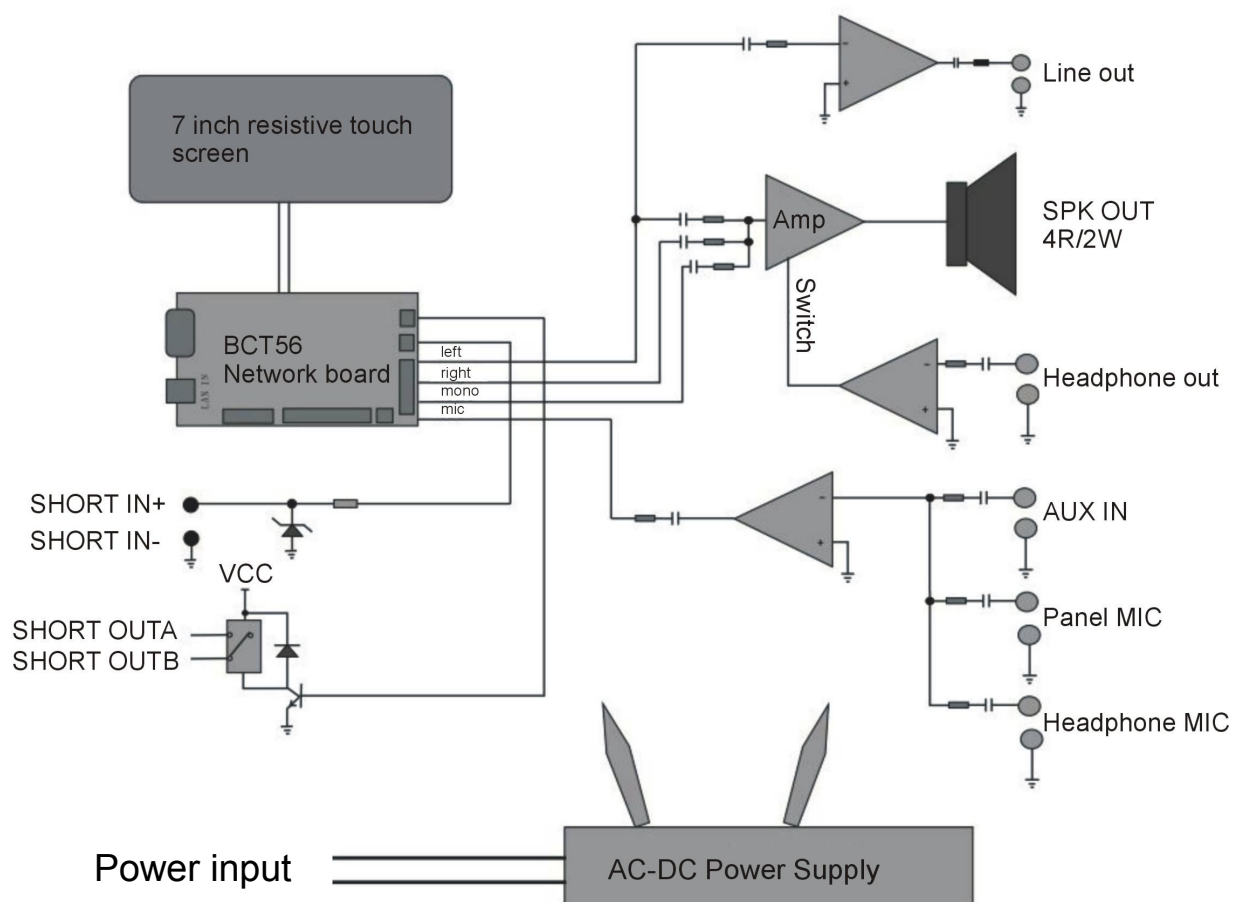 Line out
7 inch resistive touch
screen
Amp
SPK OUT
4R/2W
Switch
BCT56
Network board
LAN IN
left
right
mono
mic
Headphone out
SHORT IN+
SHORT IN-
AUX IN
VCC
SHORT OUTA
SHORT OUTB
Panel MIC
Headphone MIC
Power input
AC-DC Power Supply